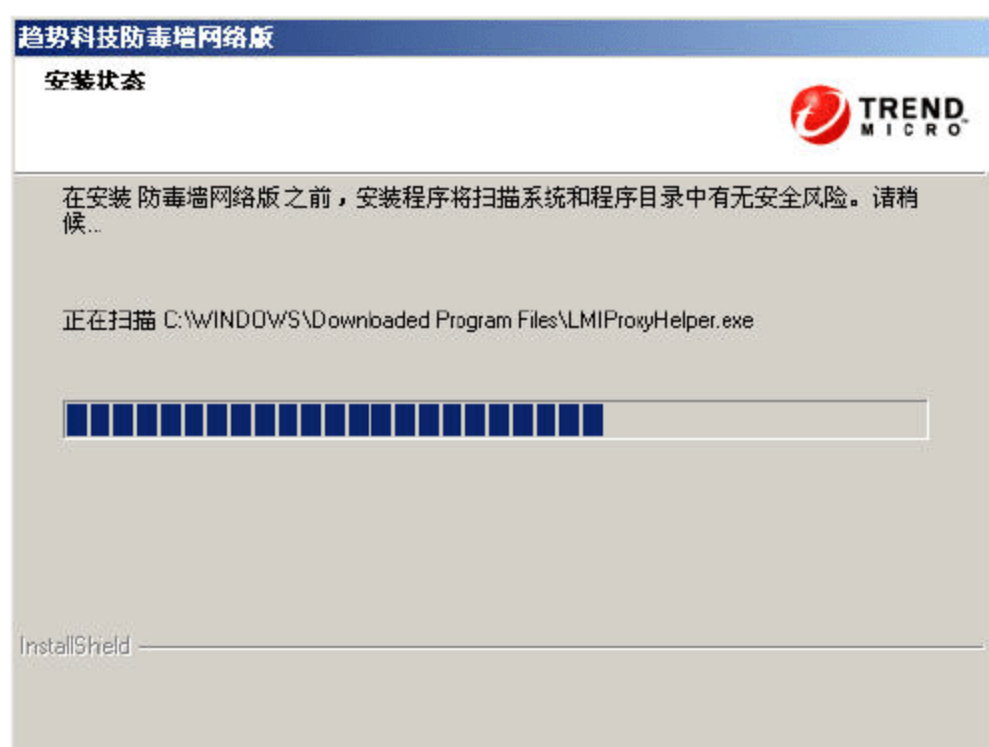 趋势科技防毒墙网络版
安装状态
TREND
MICRO™
在安装 防毒墙网络版 之前，安装程序将扫描系统和程序目录中有无安全风险。请稍
候...
正在扫描 C:\WINDOWS\Downloaded Program Files\LMIProxyHelper.exe
InstallShield